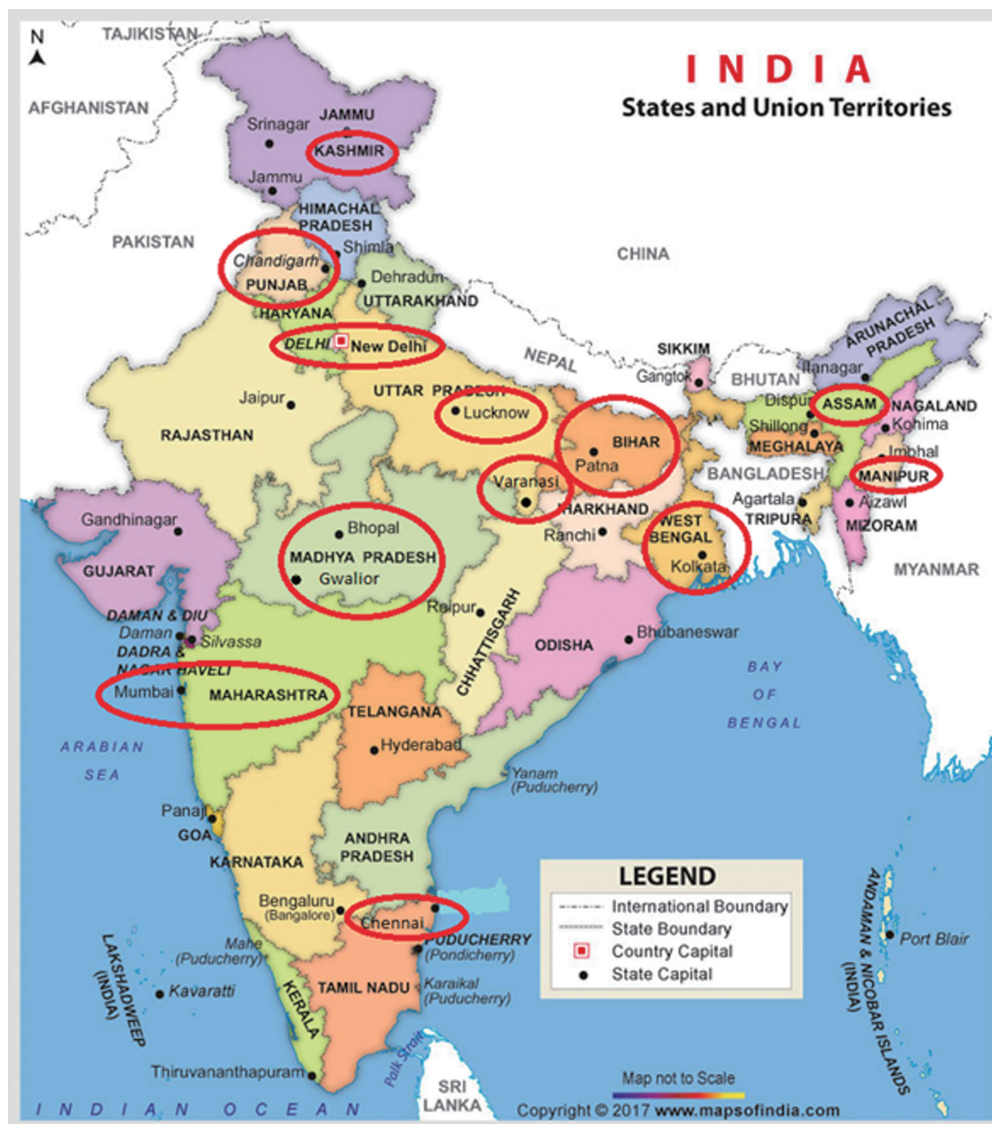 N
TAJIKISTAN
AFGHANISTAN
INDIA
States and Union Territories
JAMMU
&
KASHMIR
Srinagar
Jammu
HIMACHAL
PRADESH
PAKISTAN
Shimla
CHINA
Chandigarh
PUNJAB
Dehradun
UTTARAKHAND
HARYANA
DELHI
New Delhi
NEPAL
SIKKIM
ARUNACHAL
PRADESH
Gangtok
BHUTAN
Itanagar
UTTAR PRADESH
Jaipur
Lucknow
Dispur
ASSAM
NAGALAND
RAJASTHAN
BIHAR
Patna
Shillong
Kohima
MEGHALAYA
Imbhal
BANGLADESH
MANIPUR
Varanasi
Gandhinagar
Bhopal
JHARKHAND
Ranchi
WEST
BENGAL
Kolkata
Agartala
TRIPURA
Aizawl
MIZORAM
MADHYA PRADESH
Gwalior
GUJARAT
MYANMAR
DAMAN & DIU
Daman
Silvassa
DADRA &
NAGAR HAVELI
Raipur
CHHATTISGARH
ODISHA
Bhubaneswar
Mumbai
MAHARASHTRA
BAY
OF
BENGAL
TELANGANA
Hyderabad
ARABIAN
SEA
Yanam
(Puducherry)
Panaji
GOA
KARNATAKA
ANDHRA
PRADESH
Bengaluru
(Bangalore)
Chennai
LEGEND
International Boundary
State Boundary
Country Capital
State Capital
ANDAMAN & NICOBAR ISLANDS
(INDIA)
Port Blair
Mahe
(Puducherry)
PUDUCHERRY
(Pondicherry)
LAKSHADWEEP
(INDIA)
Kavaratti
KERALA
TAMIL NADU
Karaikal
(Puducherry)
Palk Strait
Thiruvananthapuram
SRI
LANKA
INDIAN OCEAN
Map not to Scale
Copyright © 2017 www.mapsofindia.com